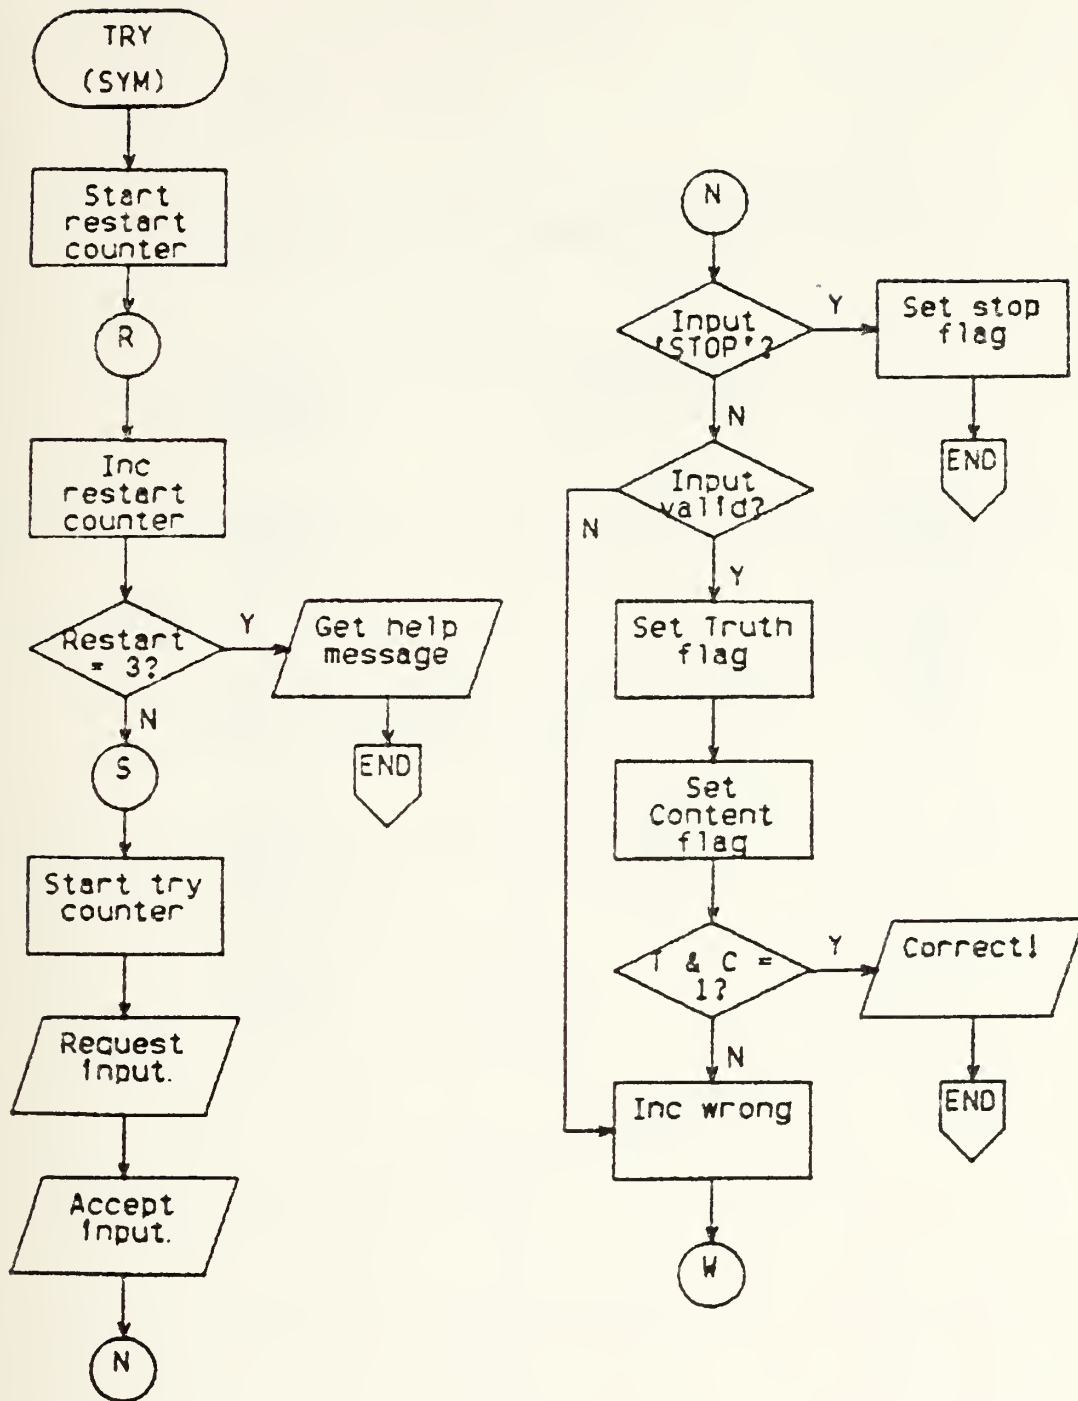 TRY
(SYM)
Start
restart
counter
R
Inc
restart
counter
Restart
= 3?
Y
Get help
message
END
N
S
Start try
counter
Request
input.
Accept
input.
N
N
Input
'STOP'?
Y
Set stop
flag
END
N
Input
valid?
N
Y
Set Truth
flag
Set
Content
flag
T & C =
1?
Y
Correct!
END
N
Inc wrong
W